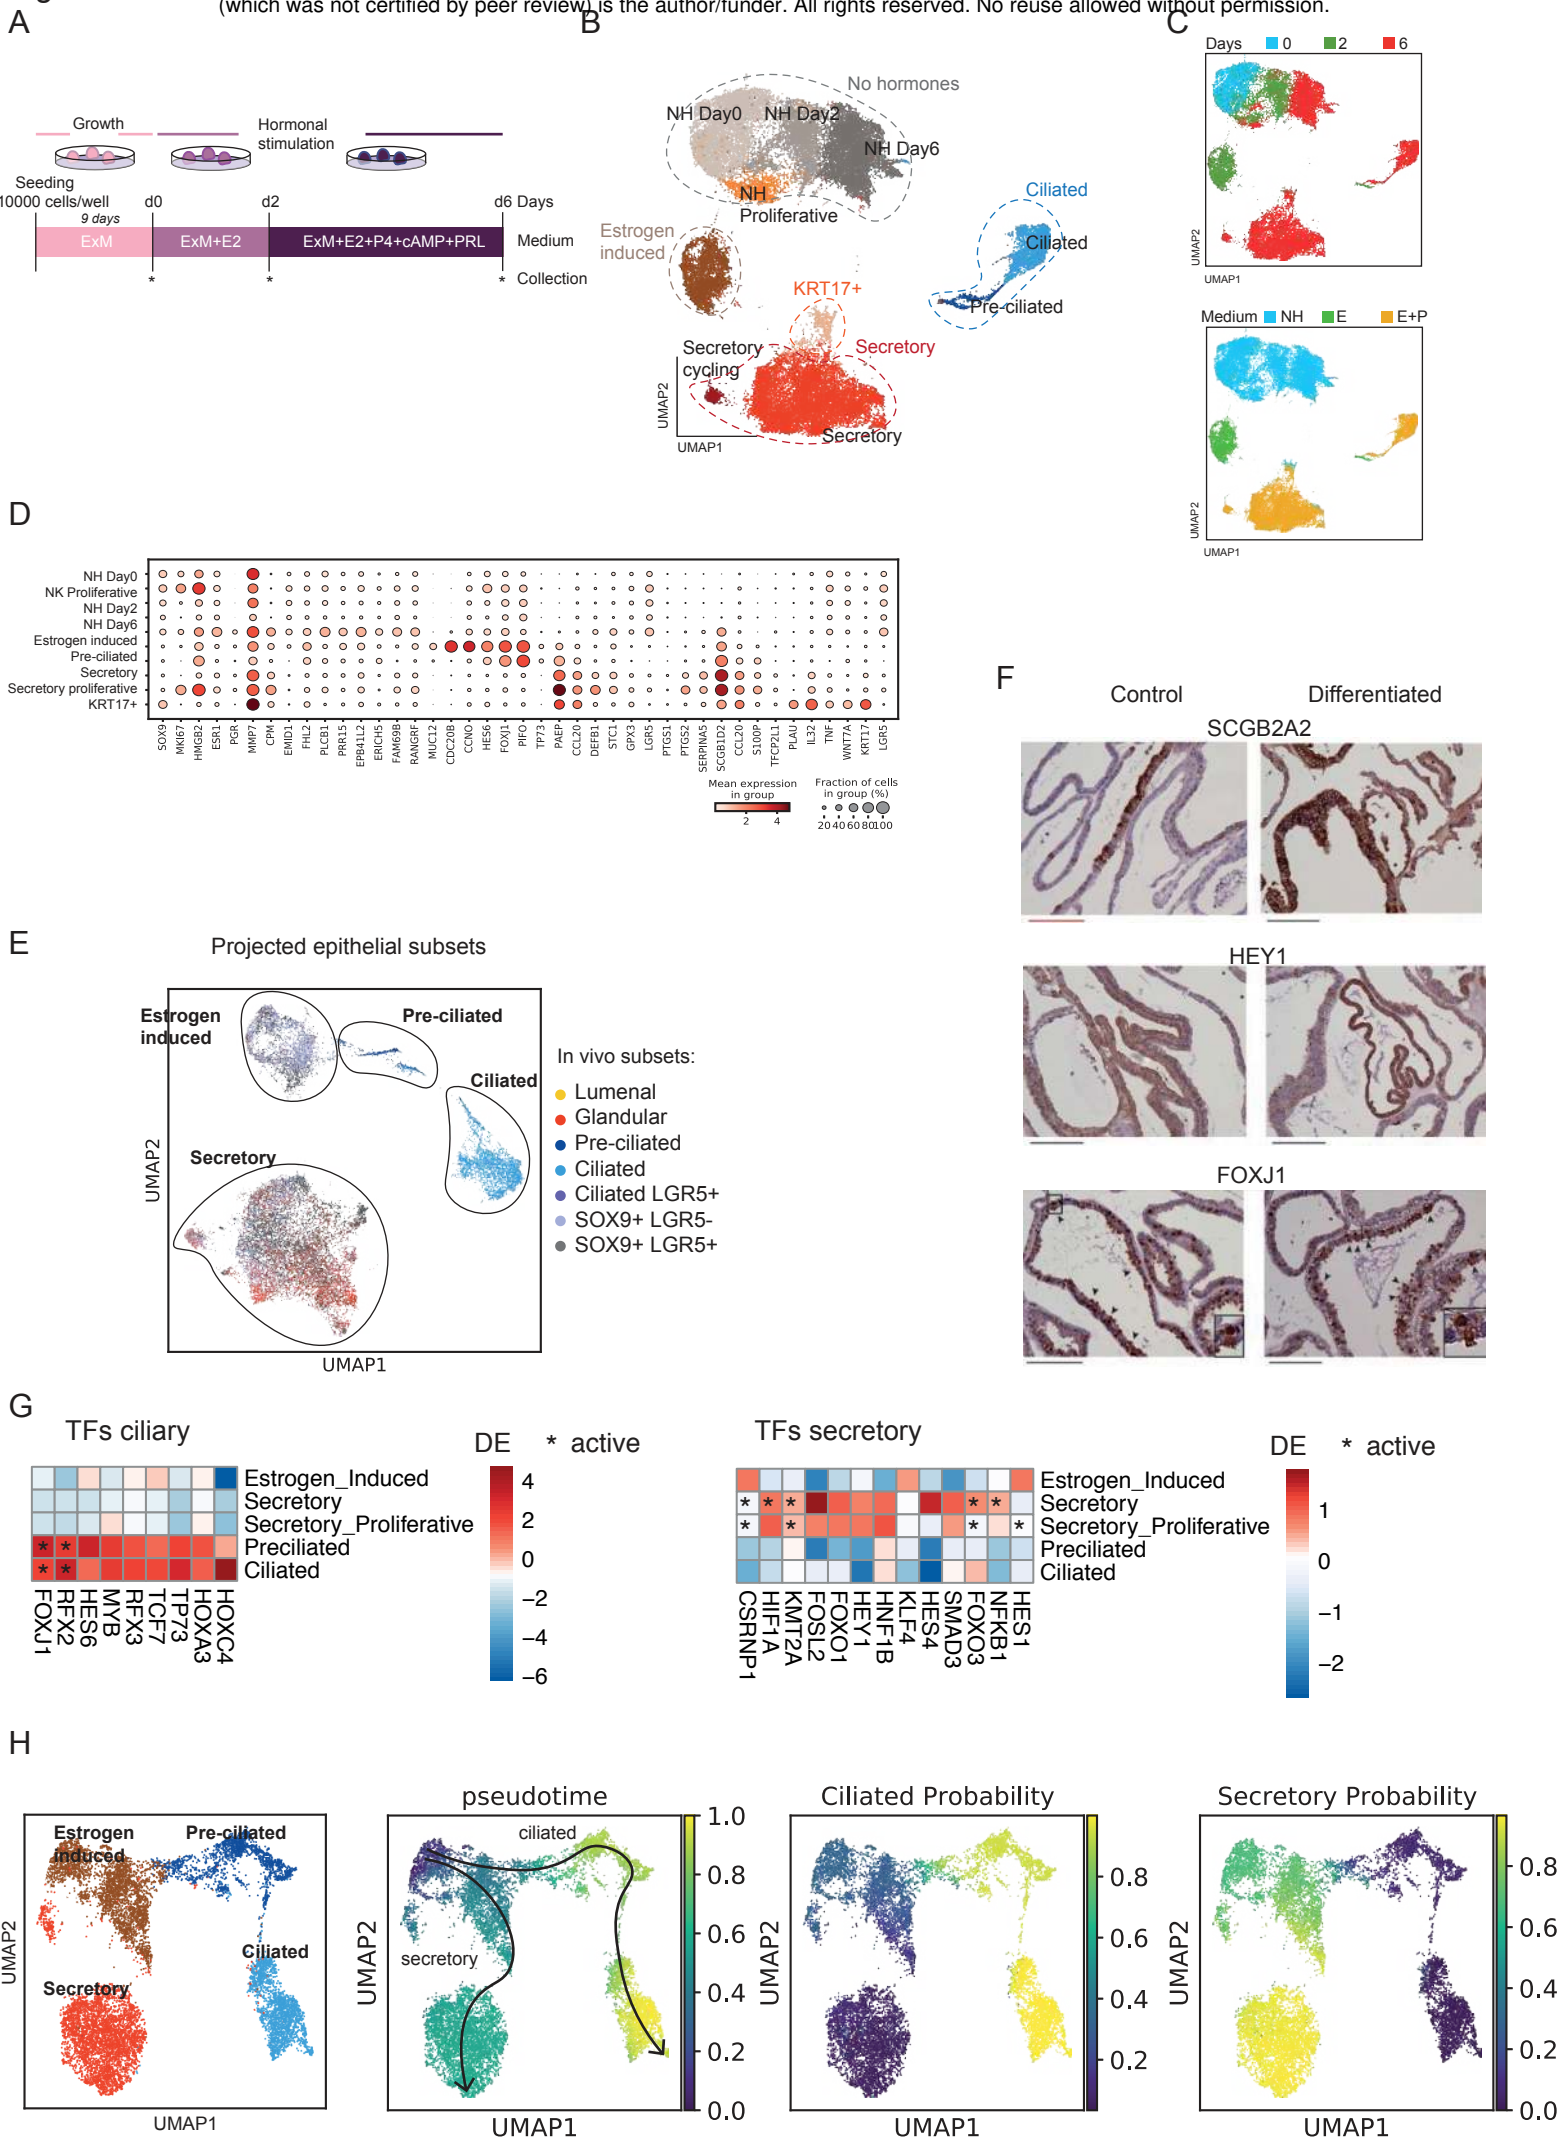 (which was not certified by peer review) is the author/funder. All rights reserved. No reuse allowed without permission.
A
Growth
Hormonal
stimulation
Seeding
10000 cells/well
9 days
d0
d2
d6 Days
ExM
ExM+E2
ExM+E2+P4+cAMP+PRL
Medium
* * * Collection
B
No hormones
NH Day0
NH Day2
NH Day6
NH
Proliferative
Estrogen
induced
Ciliated
Ciliated
Pre-ciliated
KRT17+
Secretory
cycling
Secretory
Secretory
UMAP2
UMAP1
C
Days 0 2 6
UMAP2
UMAP1
Medium NH E E+P
UMAP2
UMAP1
D
NH Day0
NK Proliferative
NH Day2
NH Day6
Estrogen induced
Pre-ciliated
Secretory
Secretory proliferative
KRT17+
SOX9
MKI67
HMGB2
ESR1
PGR
MMP7
CPM
EMID1
FHL2
PLCB1
PRR15
EPB41L2
ERICH5
FAM69B
RANGRF
MUC12
CDC20B
CCNO
HES6
FOXJ1
PIFO
TP73
PAEP
CCL20
DEFB1
STC1
GPX3
LGR5
PTGS1
PTGS2
SERPINA5
SCGB1D2
CCL20
S100P
TFCP2L1
PLAU
IL32
TNF
WNT7A
KRT17
LGR5
Mean expression
in group
2 4
Fraction of cells
in group (%)
20 40 60 80100
E
Projected epithelial subsets
Estrogen
induced
Pre-ciliated
Ciliated
Secretory
UMAP2
UMAP1
In vivo subsets:
Lumenal
Glandular
Pre-ciliated
Ciliated
Ciliated LGR5+
SOX9+ LGR5-
SOX9+ LGR5+
F
Control
Differentiated
SCGB2A2
HEY1
FOXJ1
G
TFs ciliary
DE * active
Estrogen_Induced
Secretory
Secretory_Proliferative
* * Preciliated
* * Ciliated
FOXJ1
RFX2
HES6
MYB
RFX3
TCF7
TP73
HOXA3
HOXC4
4
2
0
−2
−4
−6
TFs secretory
DE * active
Estrogen_Induced
* * * * * Secretory
* * * * Secretory_Proliferative
Preciliated
Ciliated
CSRNP1
HIF1A
KMT2A
FOSL2
FOXO1
HEY1
HNF1B
KLF4
HES4
SMAD3
FOXO3
NFKB1
HES1
1
0
−1
−2
H
Estrogen
induced
Pre-ciliated
Ciliated
Secretory
UMAP2
UMAP1
pseudotime
ciliated
secretory
UMAP2
UMAP1
1.0
0.8
0.6
0.4
0.2
0.0
Ciliated Probability
UMAP2
UMAP1
0.8
0.6
0.4
0.2
Secretory Probability
UMAP2
UMAP1
0.8
0.6
0.4
0.2
0.0